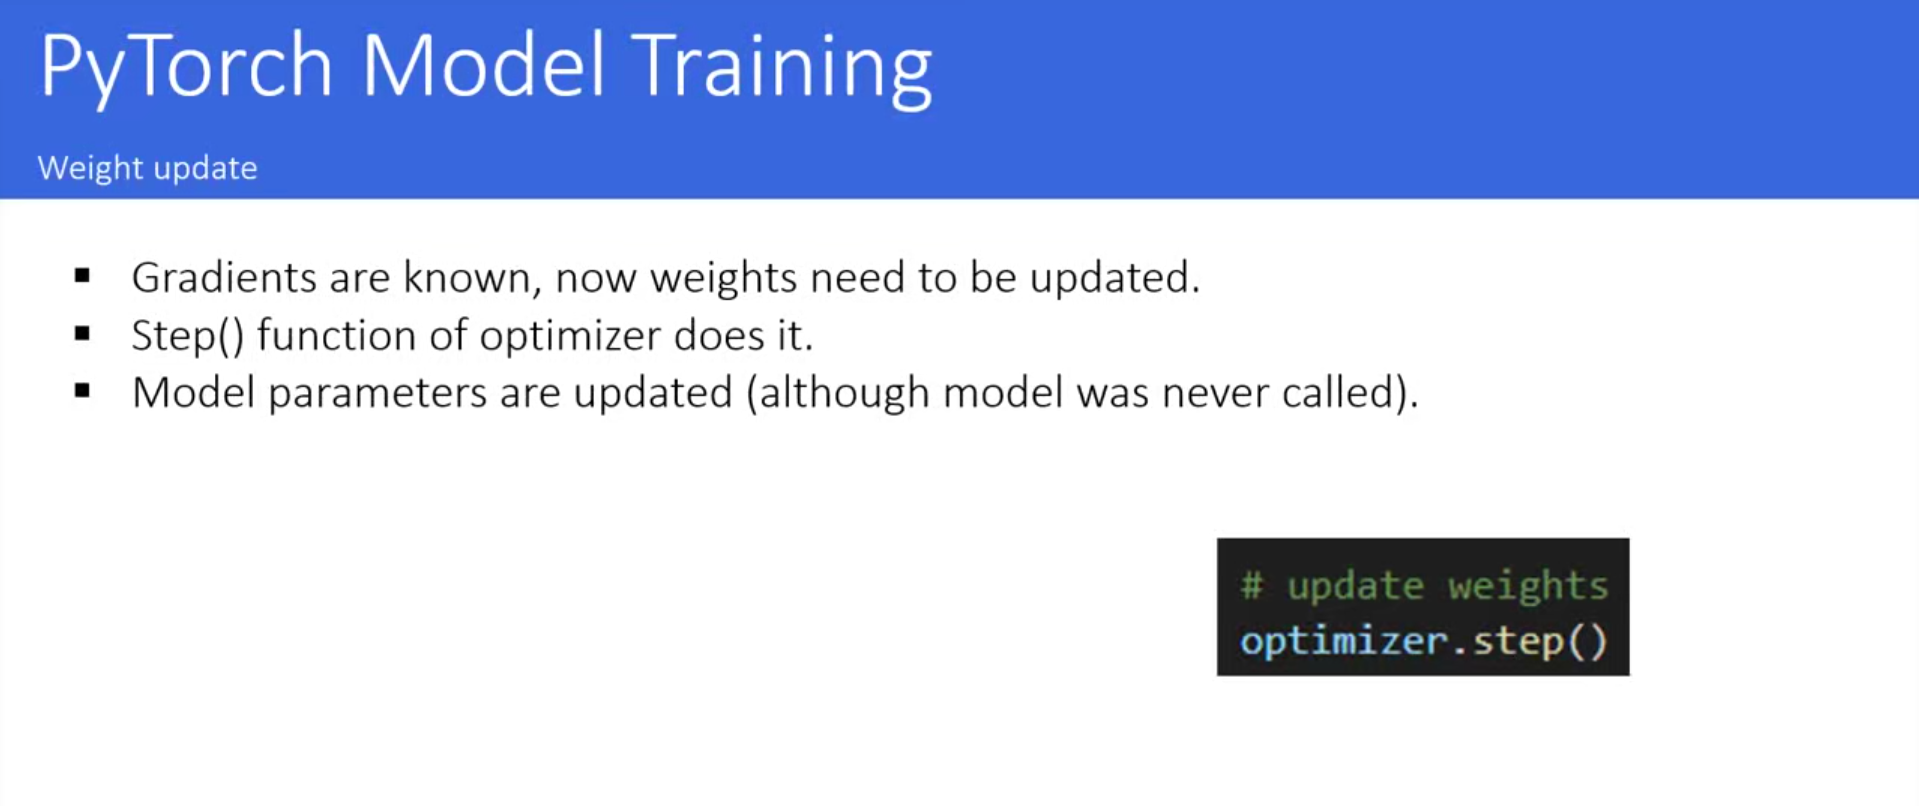 PyTorch Model Training
Weight update
▪ Gradients are known, now weights need to be updated.
▪ Step() function of optimizer does it.
▪ Model parameters are updated (although model was never called).
# update weights
optimizer.step()